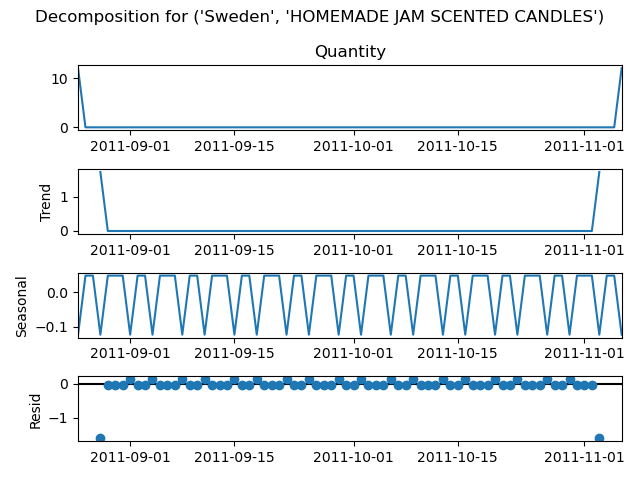 Decomposition for ('Sweden', 'HOMEMADE JAM SCENTED CANDLES')
Quantity
10
0
2011-09-01 2011-09-15 2011-10-01 2011-10-15 2011-11-01
Trend
1
0
2011-09-01 2011-09-15 2011-10-01 2011-10-15 2011-11-01
Seasonal
0.0
−0.1
2011-09-01 2011-09-15 2011-10-01 2011-10-15 2011-11-01
Resid
0
−1
2011-09-01 2011-09-15 2011-10-01 2011-10-15 2011-11-01